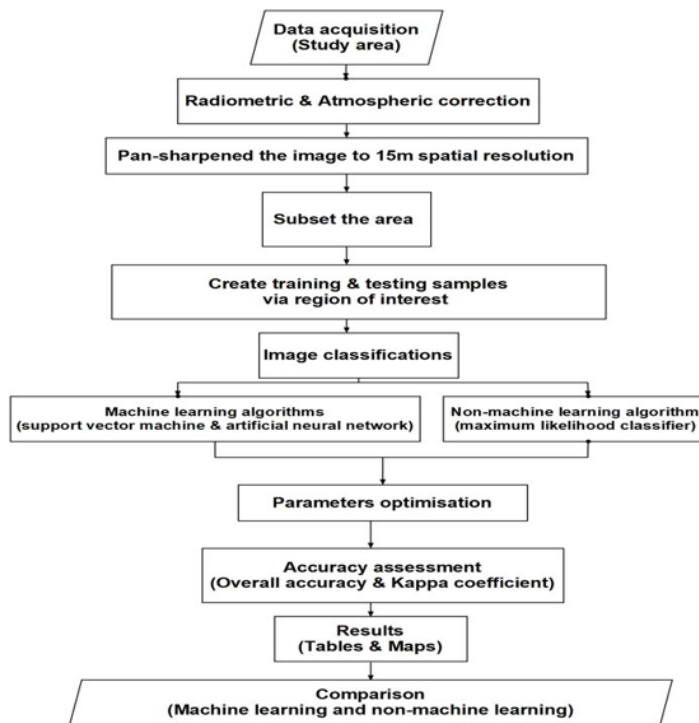 Data acquisition
(Study area)
Radiometric & Atmospheric correction
Pan-sharpened the image to 15m spatial resolution
Subset the area
Create training & testing samples
via region of interest
Image classifications
Machine learning algorithms
(support vector machine & artificial neural network)
Non-machine learning algorithm
(maximum likelihood classifier)
Parameters optimisation
Accuracy assessment
(Overall accuracy & Kappa coefficient)
Results
(Tables & Maps)
Comparison
(Machine learning and non-machine learning)